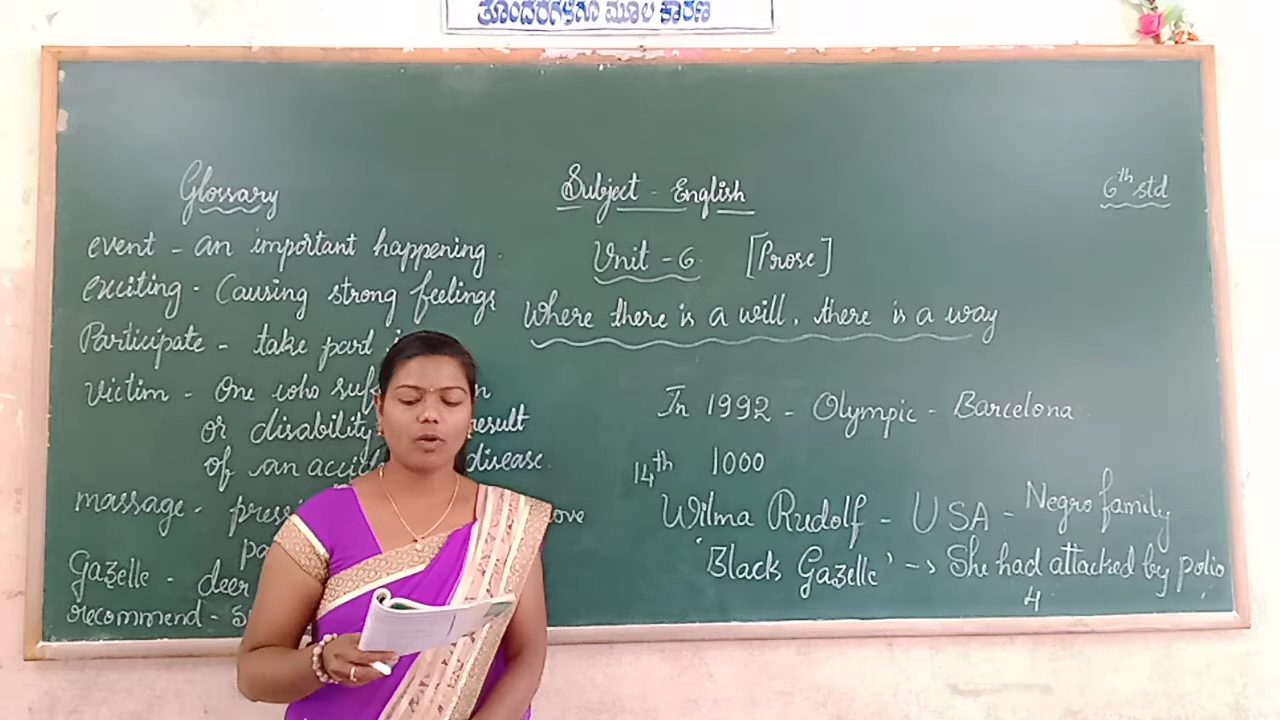 ತೊಂದರೆಗಳಿಗೂ ಮೂಲ ಕಾರಣ
Subject - English
6th std
Glossary
event - an important happening.
exciting - Causing strong feelings
Participate - take part
Victim - One who
or disability result
of an disease.
massage -
Gazelle - deer
recommend -
Unit - 6 [Prose]
Where there is a will, there is a way
In 1992 - Olympic - Barcelona
14th 1000
Wilma Rudolf - USA - Negro family
'Black Gazelle' -> She had attacked by polio
4